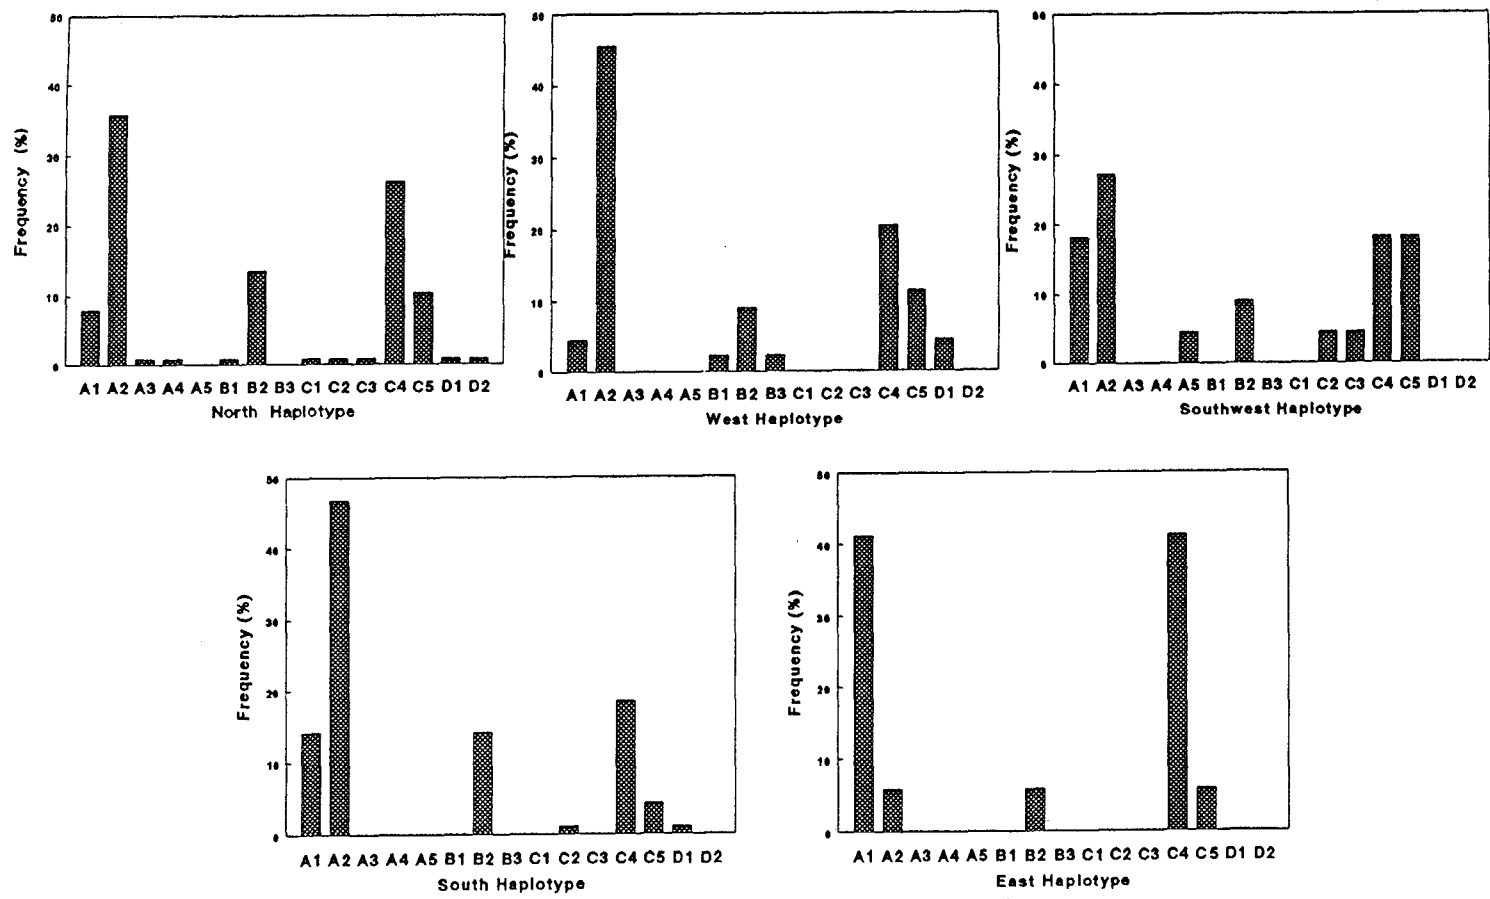 50
40
30
20
10
0
Frequency (%)
A1 A2 A3 A4 A5 B1 B2 B3 C1 C2 C3 C4 C5 D1 D2
North Haplotype
50
40
30
20
10
0
Frequency (%)
A1 A2 A3 A4 A5 B1 B2 B3 C1 C2 C3 C4 C5 D1 D2
West Haplotype
50
40
30
20
10
0
Frequency (%)
A1 A2 A3 A4 A5 B1 B2 B3 C1 C2 C3 C4 C5 D1 D2
Southwest Haplotype
50
40
30
20
10
0
Frequency (%)
A1 A2 A3 A4 A5 B1 B2 B3 C1 C2 C3 C4 C5 D1 D2
South Haplotype
50
40
30
20
10
0
Frequency (%)
A1 A2 A3 A4 A5 B1 B2 B3 C1 C2 C3 C4 C5 D1 D2
East Haplotype